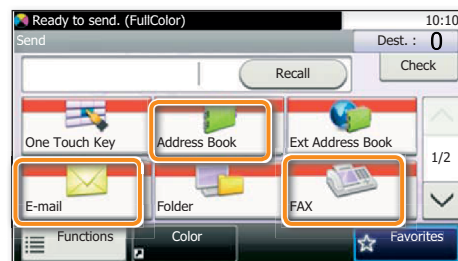 Ready to send. (FullColor) 10:10
Send Dest. : 0
Recall Check
One Touch Key Address Book Ext Address Book
1/2
E-mail Folder FAX
Functions Color Favorites